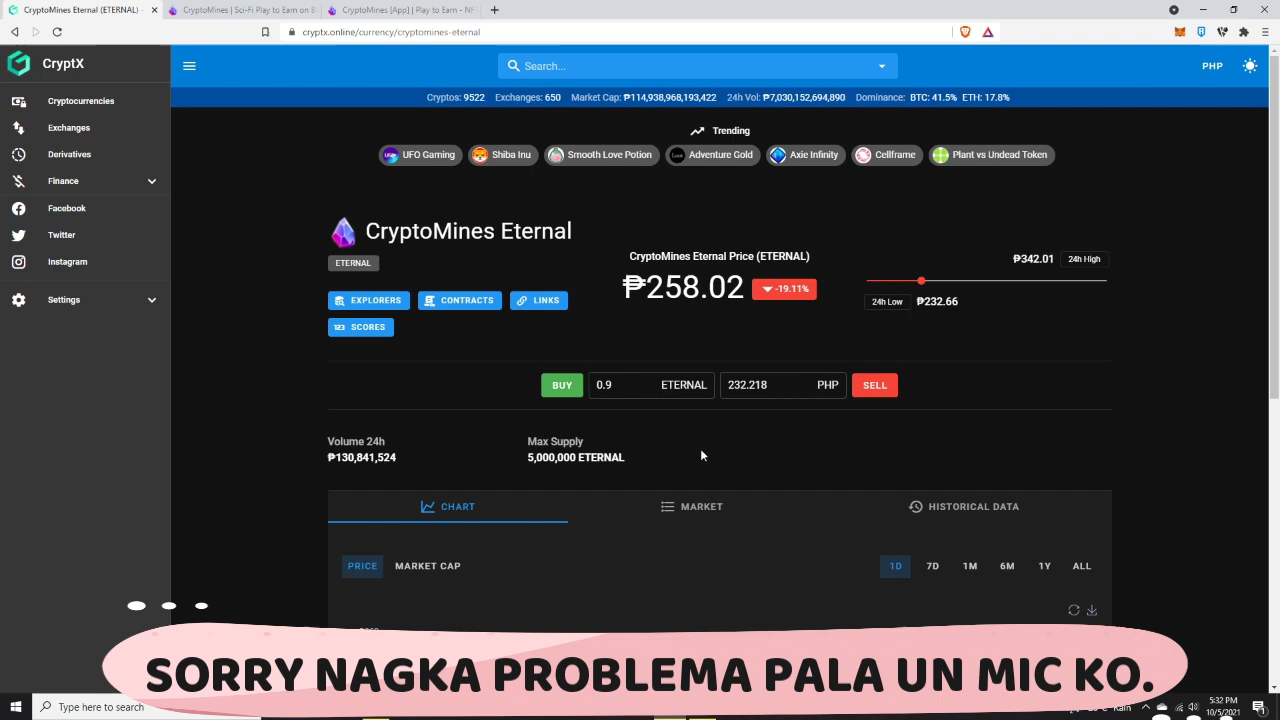 CryptoMines Eternal (ETERNAL) -
CryptoMines | Sci-Fi Play to Earn on B
CryptoMines [App] | Play to Earn - NF
cryptx.online/currency/cryptomines-eternal
CryptX
Search...
PHP
Cryptos: 9522 Exchanges: 650 Market Cap: ₱114,938,968,193,422 24h Vol: ₱7,030,152,694,890 Dominance: BTC: 41.5% ETH: 17.8%
Cryptocurrencies
Exchanges
Derivatives
Finance
Facebook
Twitter
Instagram
Settings
Trending
UFO Gaming
Shiba Inu
Smooth Love Potion
Adventure Gold
Axie Infinity
Cellframe
Plant vs Undead Token
CryptoMines Eternal
ETERNAL
EXPLORERS
CONTRACTS
LINKS
123 SCORES
CryptoMines Eternal Price (ETERNAL)
₱258.02 -19.11%
₱342.01 24h High
24h Low ₱232.66
BUY 0.9 ETERNAL 232.218 PHP SELL
Volume 24h
₱130,841,524
Max Supply
5,000,000 ETERNAL
CHART
MARKET
HISTORICAL DATA
PRICE MARKET CAP
1D 7D 1M 6M 1Y ALL
SORRY NAGKA PROBLEMA PALA UN MIC KO.
Type here to search
Rain
5:32 PM
10/5/2021